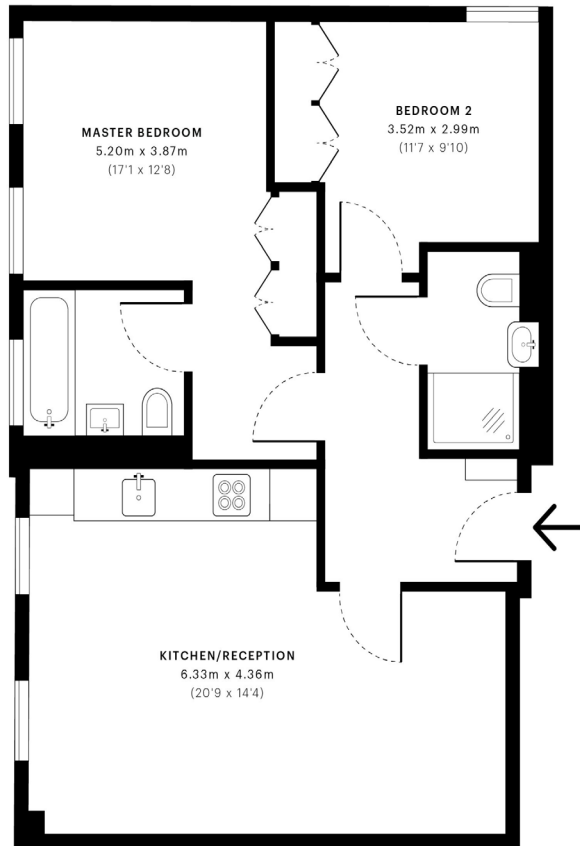 MASTER BEDROOM
5.20m x 3.87m
(17'1 x 12'8)
BEDROOM 2
3.52m x 2.99m
(11'7 x 9'10)
KITCHEN/RECEPTION
6.33m x 4.36m
(20'9 x 14'4)